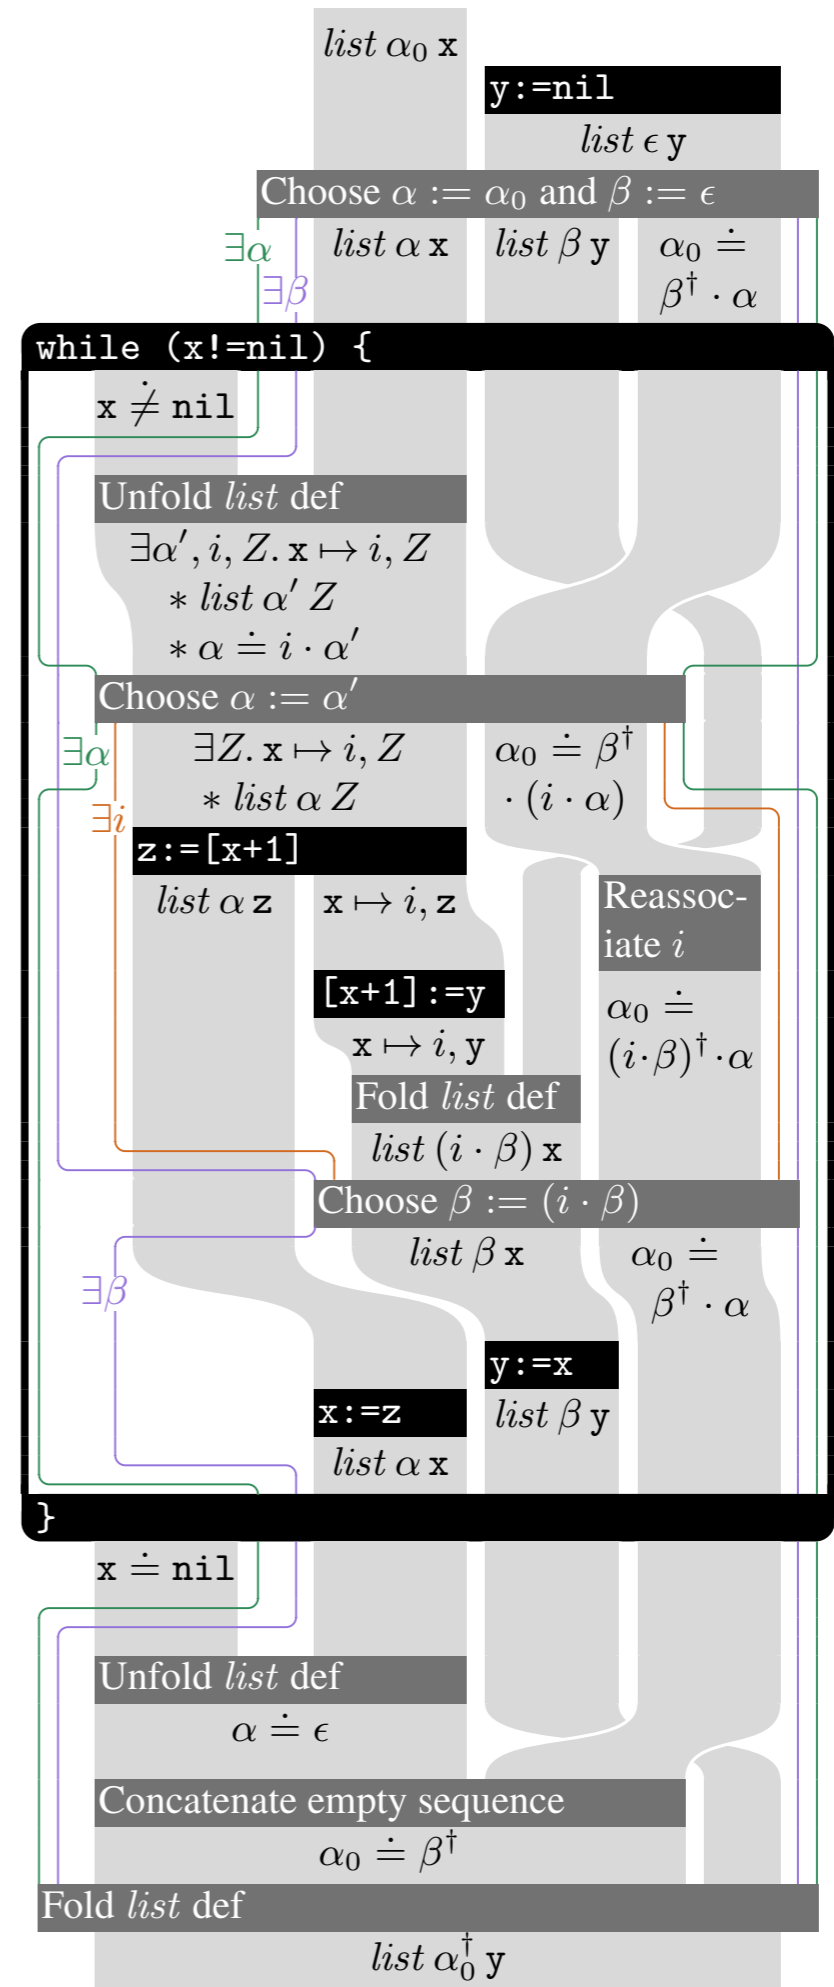 list α₀ x
y:=nil
list ϵ y
Choose α := α₀ and β := ϵ
∃α list α x list β y α₀ ≐
∃β β† · α
while (x!=nil) {
x ≠̇ nil
Unfold list def
∃α′, i, Z. x ↦ i, Z
∗ list α′ Z
∗ α ≐ i · α′
Choose α := α′
∃α ∃Z. x ↦ i, Z α₀ ≐ β†
∗ list α Z · (i · α)
∃i
z:=[x+1]
list α z x ↦ i, z Reassoc-
iate i
[x+1]:=y α₀ ≐
x ↦ i, y (i·β)†·α
Fold list def
list (i · β) x
Choose β := (i · β)
list β x α₀ ≐
∃β β† · α
y:=x
x:=z list β y
list α x
}
x ≐ nil
Unfold list def
α ≐ ϵ
Concatenate empty sequence
α₀ ≐ β†
Fold list def
list α₀† y